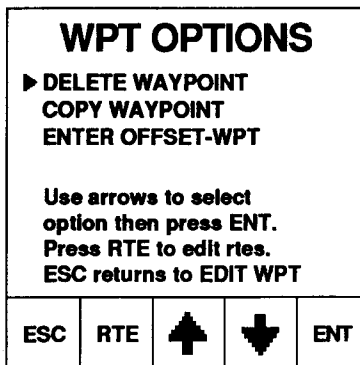 WPT OPTIONS
DELETE WAYPOINT
COPY WAYPOINT
ENTER OFFSET-WPT
Use arrows to select
option then press ENT.
Press RTE to edit rtes.
ESC returns to EDIT WPT
ESC RTE ENT